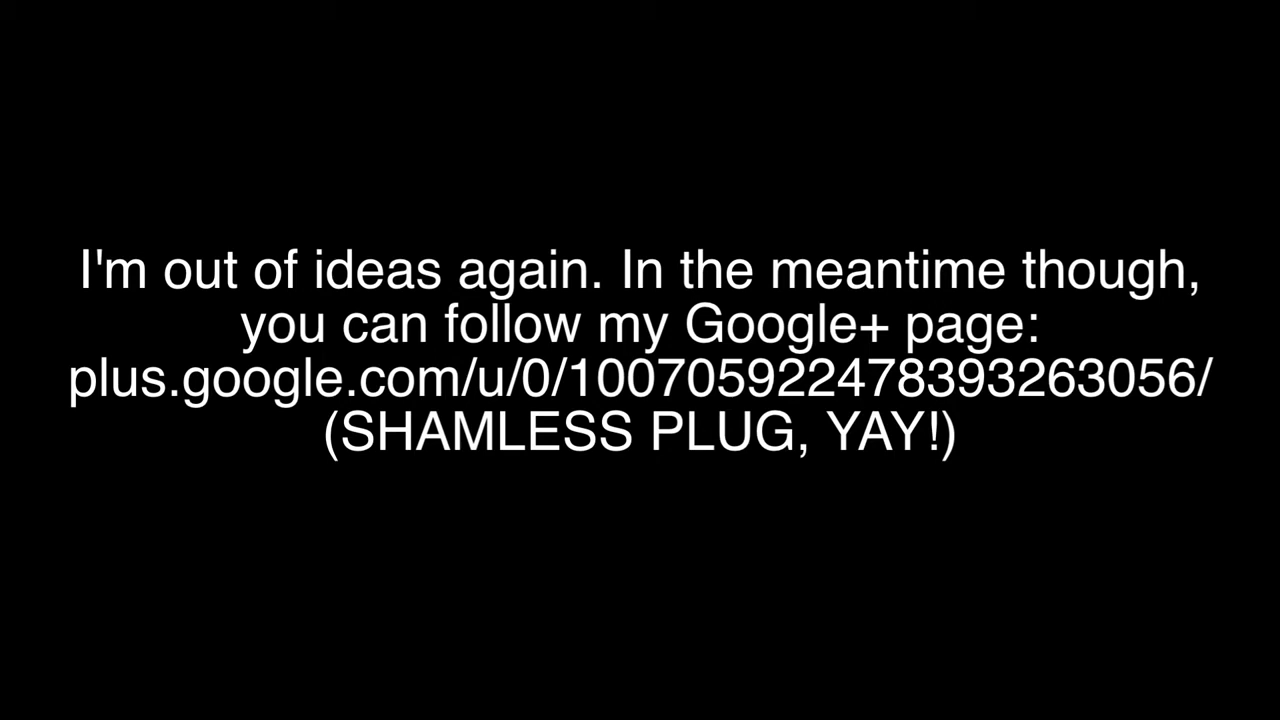 I'm out of ideas again. In the meantime though,
you can follow my Google+ page:
plus.google.com/u/0/100705922478393263056/
(SHAMLESS PLUG, YAY!)